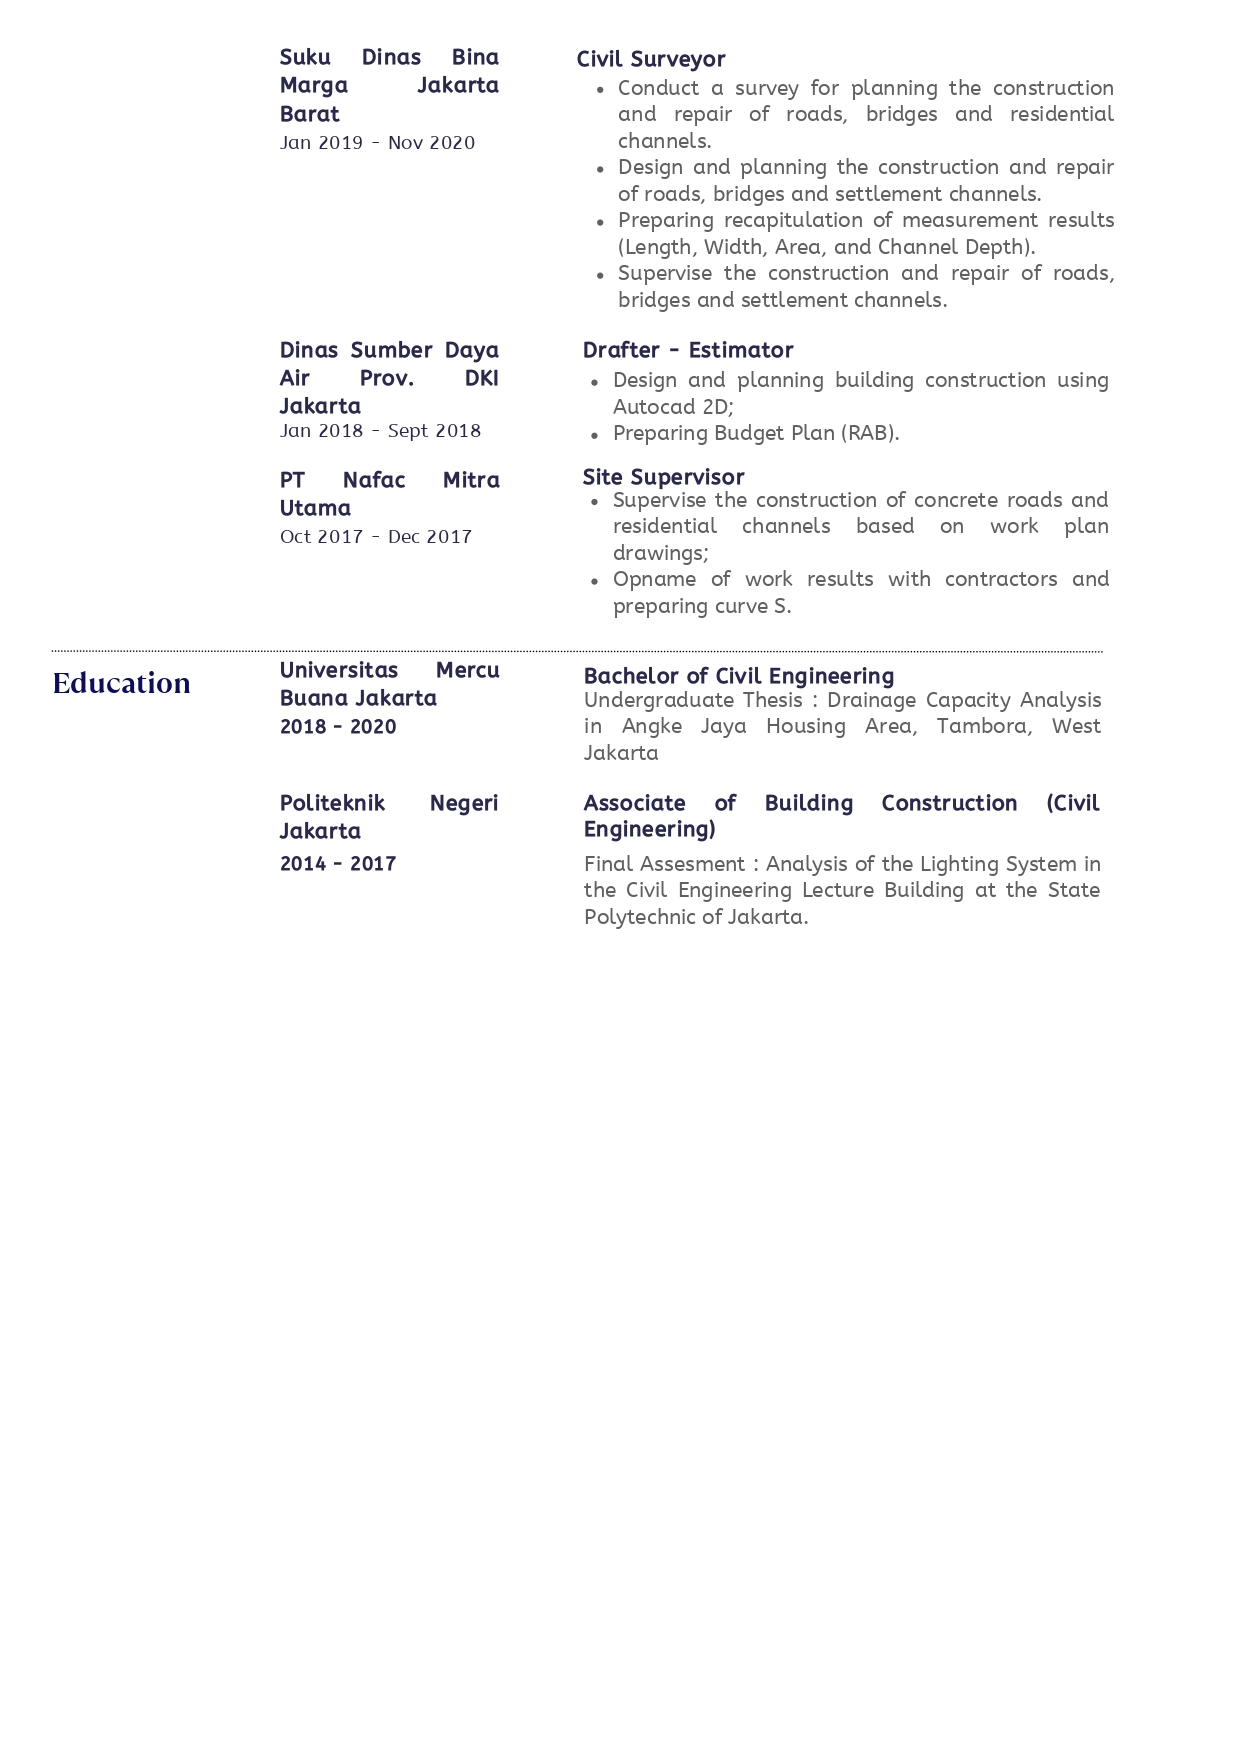 Suku Dinas Bina
Marga Jakarta
Barat
Jan 2019 - Nov 2020
Civil Surveyor
• Conduct a survey for planning the construction
and repair of roads, bridges and residential
channels.
• Design and planning the construction and repair
of roads, bridges and settlement channels.
• Preparing recapitulation of measurement results
(Length, Width, Area, and Channel Depth).
• Supervise the construction and repair of roads,
bridges and settlement channels.
Dinas Sumber Daya
Air Prov. DKI
Jakarta
Jan 2018 - Sept 2018
Drafter - Estimator
• Design and planning building construction using
Autocad 2D;
• Preparing Budget Plan (RAB).
PT Nafac Mitra
Utama
Oct 2017 - Dec 2017
Site Supervisor
• Supervise the construction of concrete roads and
residential channels based on work plan
drawings;
• Opname of work results with contractors and
preparing curve S.
Education
Universitas Mercu
Buana Jakarta
2018 - 2020
Bachelor of Civil Engineering
Undergraduate Thesis : Drainage Capacity Analysis
in Angke Jaya Housing Area, Tambora, West
Jakarta
Politeknik Negeri
Jakarta
2014 - 2017
Associate of Building Construction (Civil
Engineering)
Final Assesment : Analysis of the Lighting System in
the Civil Engineering Lecture Building at the State
Polytechnic of Jakarta.